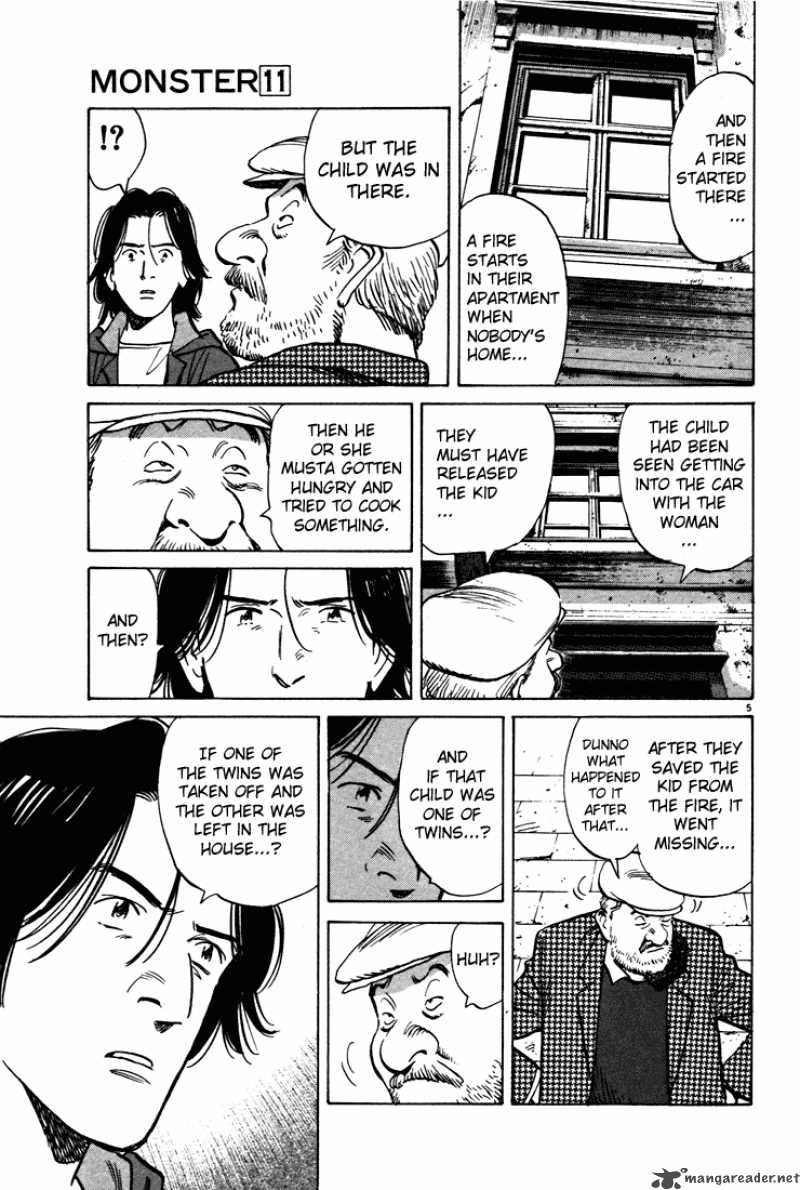 MONSTER 11
AND
THEN
A FIRE
STARTED
THERE
...
A FIRE
STARTS
IN THEIR
APARTMENT
WHEN
NOBODY'S
HOME...
BUT THE
CHILD WAS IN
THERE.
!?
THE CHILD
HAD BEEN
SEEN GETTING
INTO THE CAR
WITH THE
WOMAN
...
THEY
MUST HAVE
RELEASED
THE KID
...
THEN HE
OR SHE
MUSTA GOTTEN
HUNGRY AND
TRIED TO COOK
SOMETHING.
AND
THEN?
5
AFTER THEY
SAVED THE
KID FROM
THE FIRE, IT
WENT
MISSING...
DUNNO
WHAT
HAPPENED
TO IT
AFTER
THAT...
AND
IF THAT
CHILD WAS
ONE OF
TWINS...?
HUH?
IF ONE OF
THE TWINS WAS
TAKEN OFF AND
THE OTHER WAS
LEFT IN THE
HOUSE...?
mangareader.net